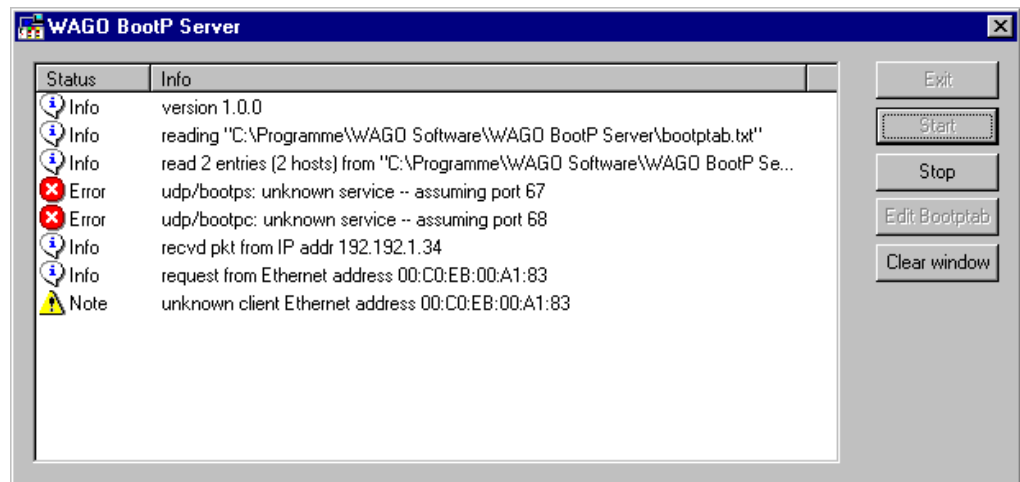 WAGO BootP Server
Status Info
Info version 1.0.0
Info reading "C:\Programme\WAGO Software\WAGO BootP Server\bootptab.txt"
Info read 2 entries (2 hosts) from "C:\Programme\WAGO Software\WAGO BootP Se...
Error udp/bootps: unknown service -- assuming port 67
Error udp/bootpc: unknown service -- assuming port 68
Info recvd pkt from IP addr 192.192.1.34
Info request from Ethernet address 00:C0:EB:00:A1:83
Note unknown client Ethernet address 00:C0:EB:00:A1:83
Exit
Start
Stop
Edit Bootptab
Clear window